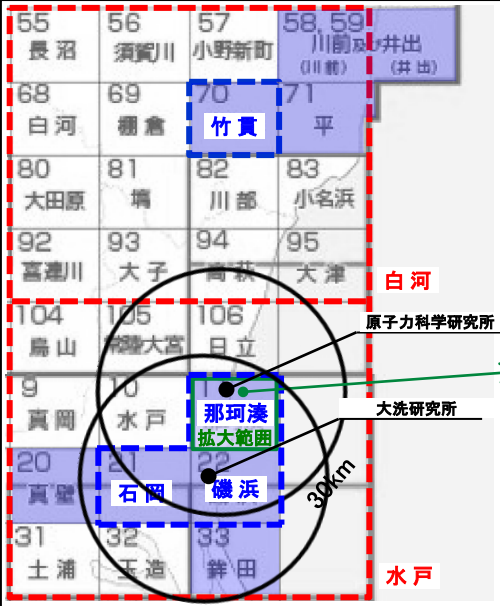 55 56 57 58, 59
長沼 須賀川 小野新町 川前及び井出
(川前) (井出)
68 69 70 71
白河 棚倉 竹貫 平
80 81 82 83
大田原 塙 川部 小名浜
92 93 94 95
喜連川 大子 高萩 大津
白河
104 105 106
烏山 常陸大宮 日立
原子力科学研究所
9 10 1
真岡 水戸 那珂湊
拡大範囲
大洗研究所
20 21 22
真壁 石岡 磯浜
30km
31 32 33
土浦 玉造 鉾田
水戸